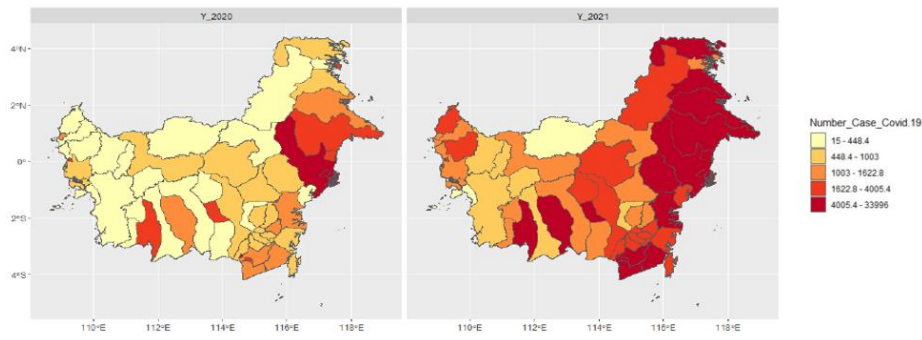 Y_2020
Y_2021
4°N
2°N
0°
2°S
4°S
110°E
112°E
114°E
116°E
118°E
110°E
112°E
114°E
116°E
118°E
Number_Case_Covid.19
15 - 448.4
448.4 - 1003
1003 - 1622.8
1622.8 - 4005.4
4005.4 - 33996